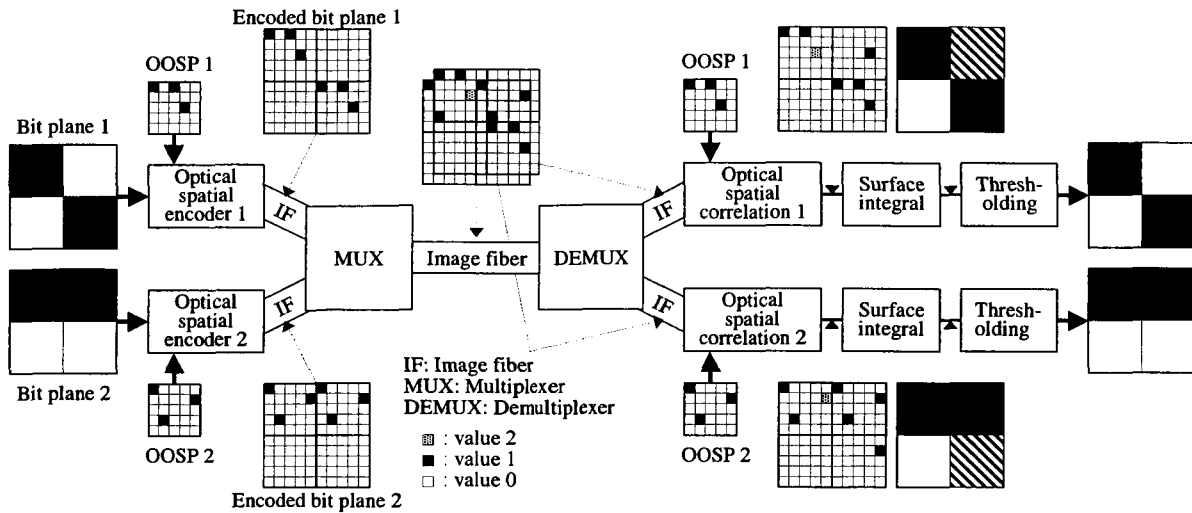 Encoded bit plane 1
OOSP 1
OOSP 1
Bit plane 1
Optical
spatial
encoder 1
IF
MUX
Image fiber
DEMUX
IF
Optical
spatial
correlation 1
Surface
integral
Thresh-
olding
Optical
spatial
encoder 2
IF
IF
Optical
spatial
correlation 2
Surface
integral
Thresh-
olding
Bit plane 2
OOSP 2
Encoded bit plane 2
IF: Image fiber
MUX: Multiplexer
DEMUX: Demultiplexer
: value 2
: value 1
: value 0
OOSP 2